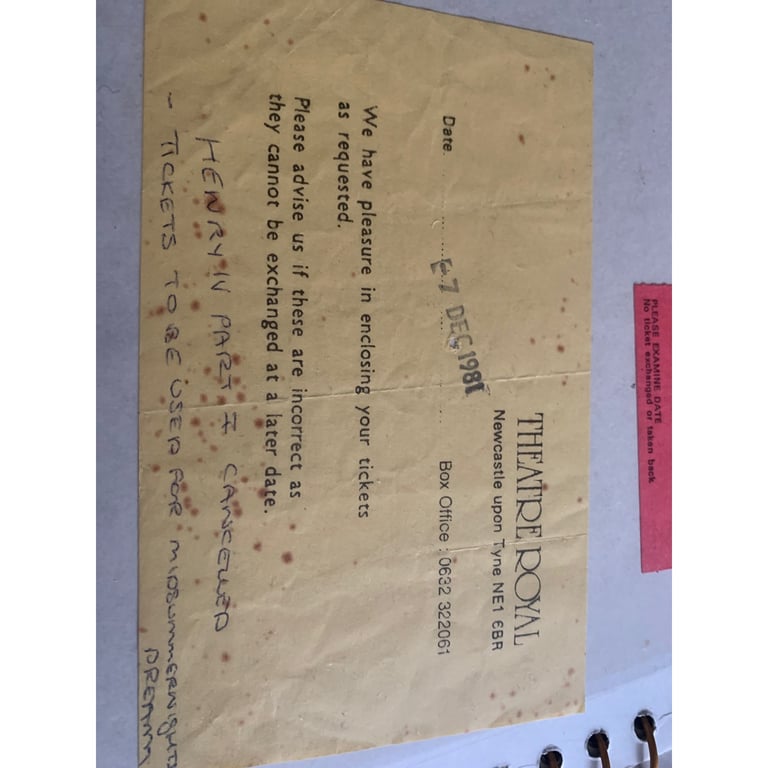 THEATRE ROYAL
Newcastle upon Tyne NE1 6BR
Date
-7 DEC 1981
Box Office : 0632 322061
We have pleasure in enclosing your tickets
as requested.
Please advise us if these are incorrect as
they cannot be exchanged at a later date.
HENRY IV PART I CANCELLED
- TICKETS TO BE USED FOR MIDSUMMERNIGHTS
DREAM
PLEASE EXAMINE DATE
No ticket exchanged or taken back